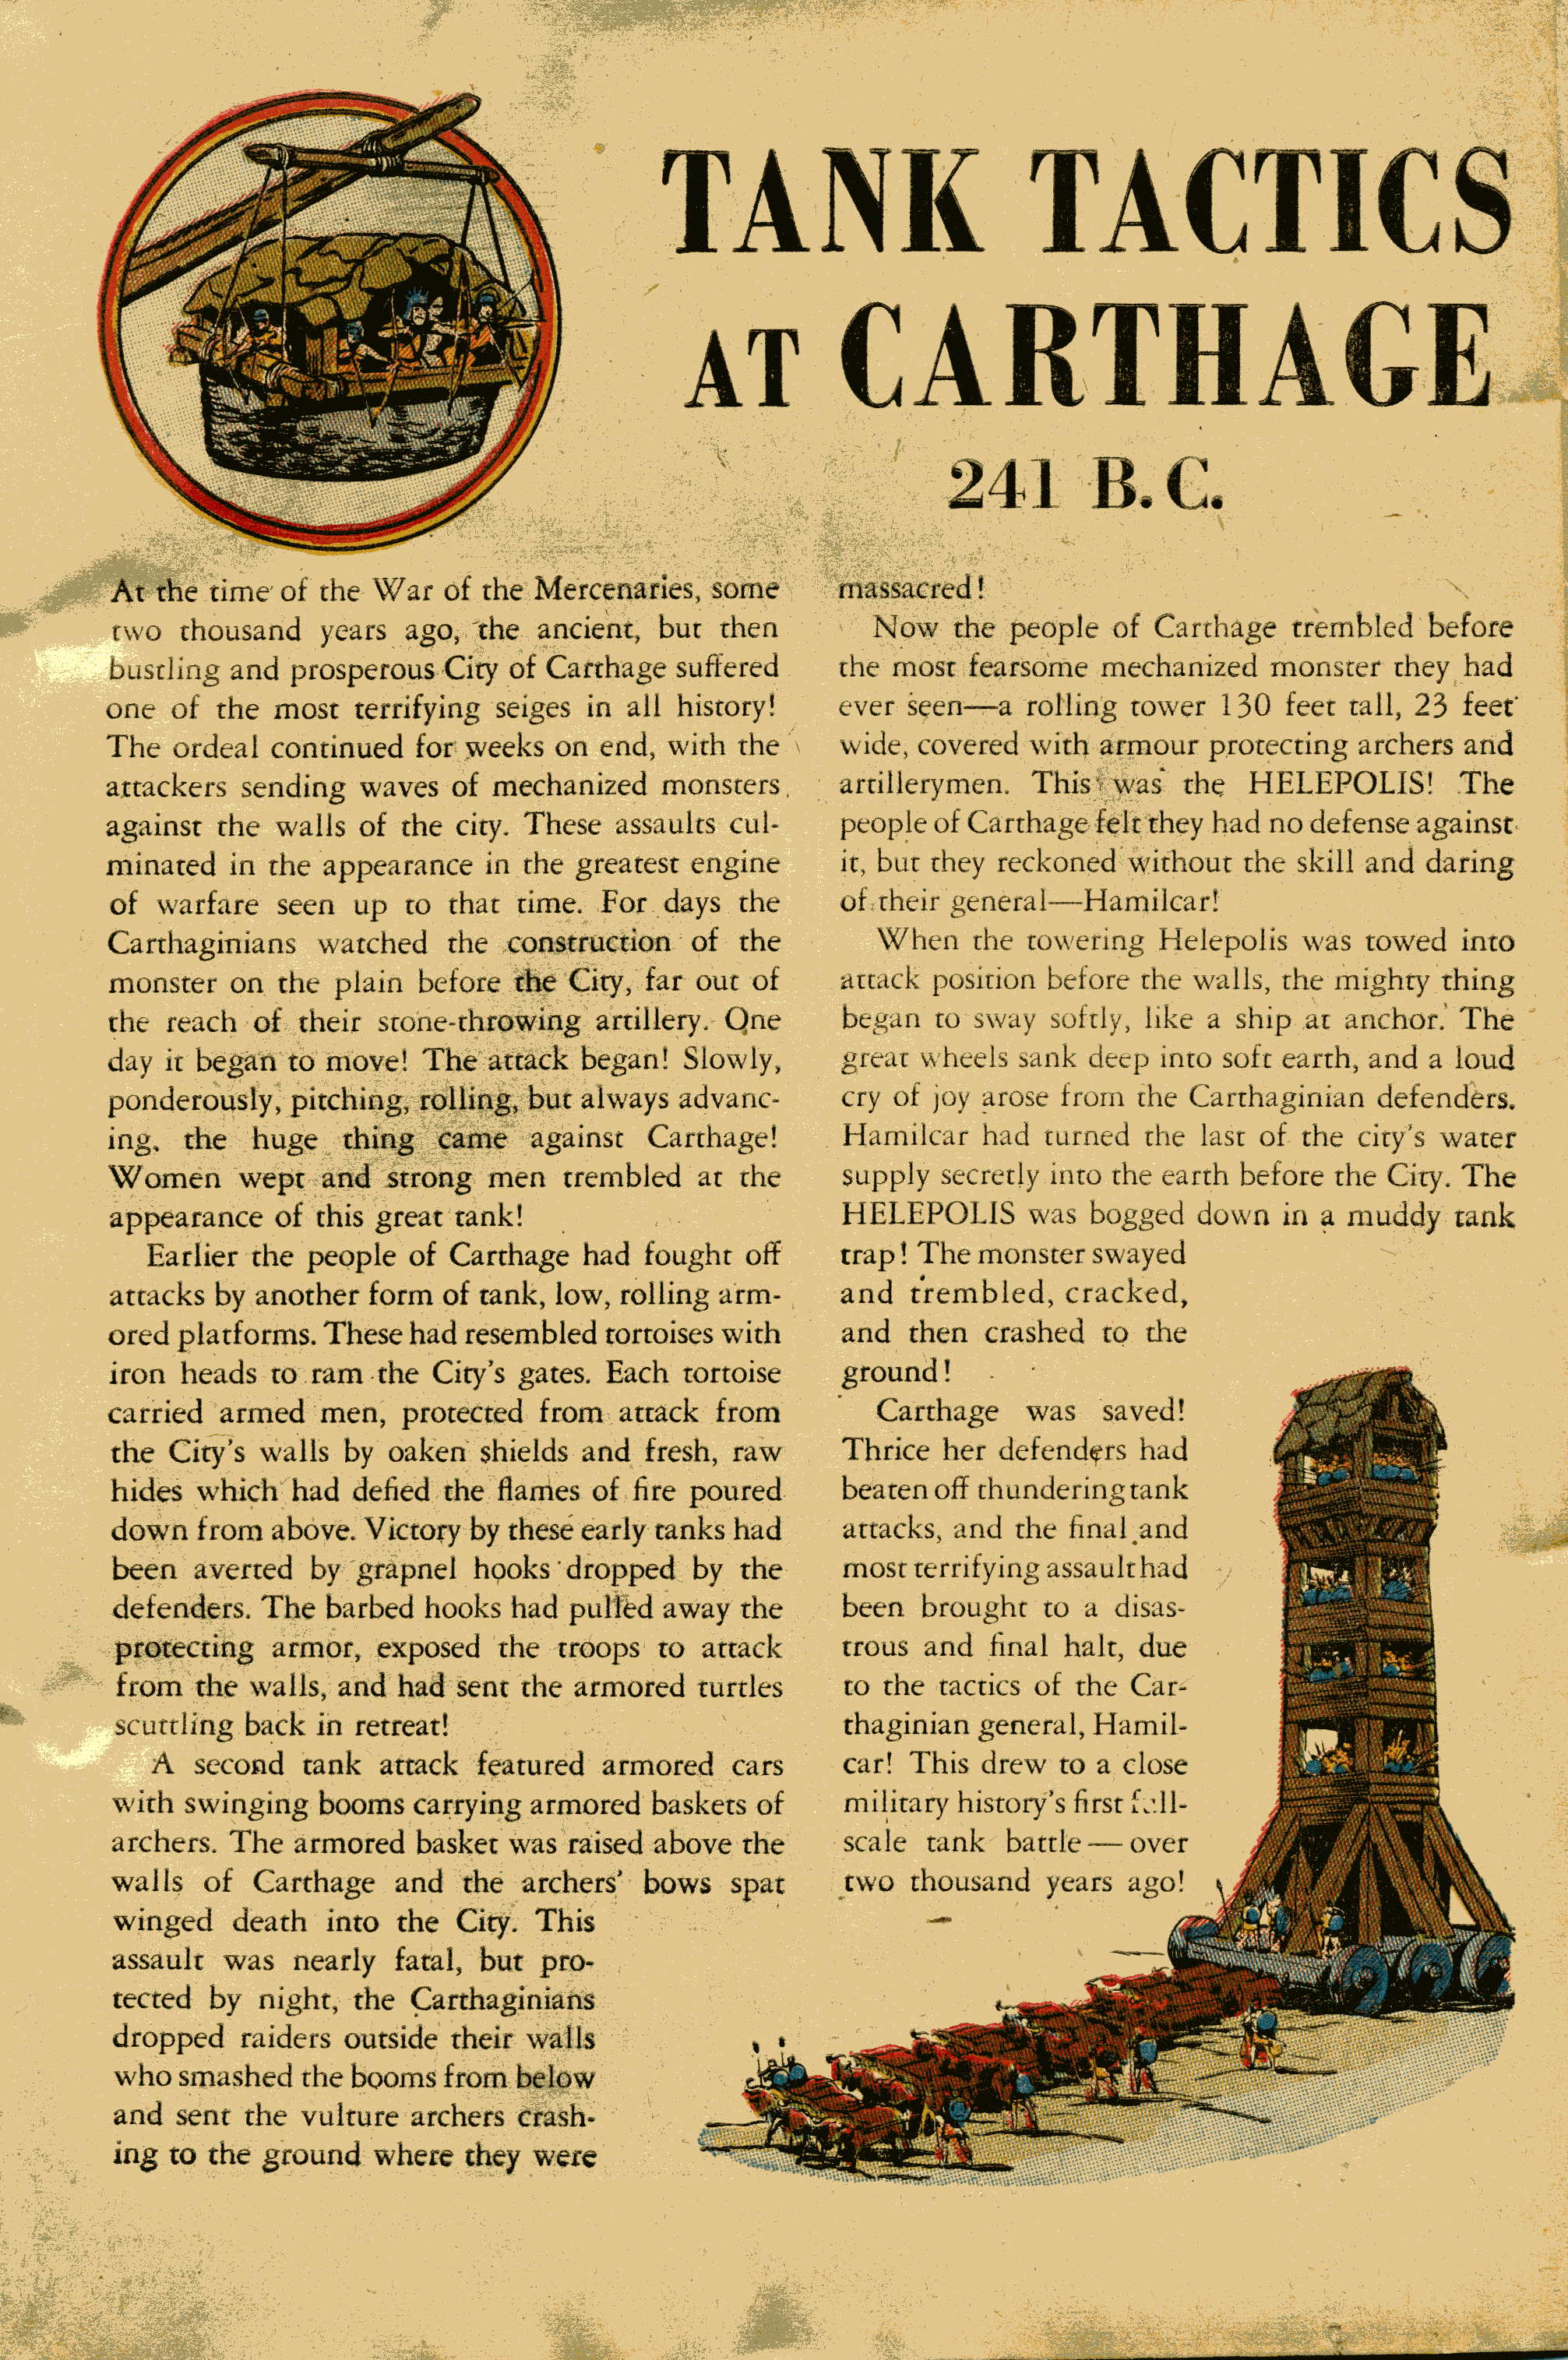 TANK TACTICS
AT CARTHAGE
241 B.C.
At the time of the War of the Mercenaries, some
two thousand years ago, the ancient, but then
bustling and prosperous City of Carthage suffered
one of the most terrifying seiges in all history!
The ordeal continued for weeks on end, with the
attackers sending waves of mechanized monsters
against the walls of the city. These assaults cul-
minated in the appearance in the greatest engine
of warfare seen up to that time. For days the
Carthaginians watched the construction of the
monster on the plain before the City, far out of
the reach of their stone-throwing artillery. One
day it began to move! The attack began! Slowly,
ponderously, pitching, rolling, but always advanc-
ing, the huge thing came against Carthage!
Women wept and strong men trembled at the
appearance of this great tank!
Earlier the people of Carthage had fought off
attacks by another form of tank, low, rolling arm-
ored platforms. These had resembled tortoises with
iron heads to ram the City's gates. Each tortoise
carried armed men, protected from attack from
the City's walls by oaken shields and fresh, raw
hides which had defied the flames of fire poured
down from above. Victory by these early tanks had
been averted by grapnel hooks dropped by the
defenders. The barbed hooks had pulled away the
protecting armor, exposed the troops to attack
from the walls, and had sent the armored turtles
scuttling back in retreat!
A second tank attack featured armored cars
with swinging booms carrying armored baskets of
archers. The armored basket was raised above the
walls of Carthage and the archers' bows spat
winged death into the City. This
assault was nearly fatal, but pro-
tected by night, the Carthaginians
dropped raiders outside their walls
who smashed the booms from below
and sent the vulture archers crash-
ing to the ground where they were
massacred!
Now the people of Carthage trembled before
the most fearsome mechanized monster they had
ever seen—a rolling tower 130 feet tall, 23 feet
wide, covered with armour protecting archers and
artillerymen. This was the HELEPOLIS! The
people of Carthage felt they had no defense against
it, but they reckoned without the skill and daring
of their general—Hamilcar!
When the towering Helepolis was towed into
attack position before the walls, the mighty thing
began to sway softly, like a ship at anchor. The
great wheels sank deep into soft earth, and a loud
cry of joy arose from the Carthaginian defenders.
Hamilcar had turned the last of the city's water
supply secretly into the earth before the City. The
HELEPOLIS was bogged down in a muddy tank
trap! The monster swayed
and trembled, cracked,
and then crashed to the
ground!
Carthage was saved!
Thrice her defenders had
beaten off thundering tank
attacks, and the final and
most terrifying assault had
been brought to a disas-
trous and final halt, due
to the tactics of the Car-
thaginian general, Hamil-
car! This drew to a close
military history's first full-
scale tank battle — over
two thousand years ago!